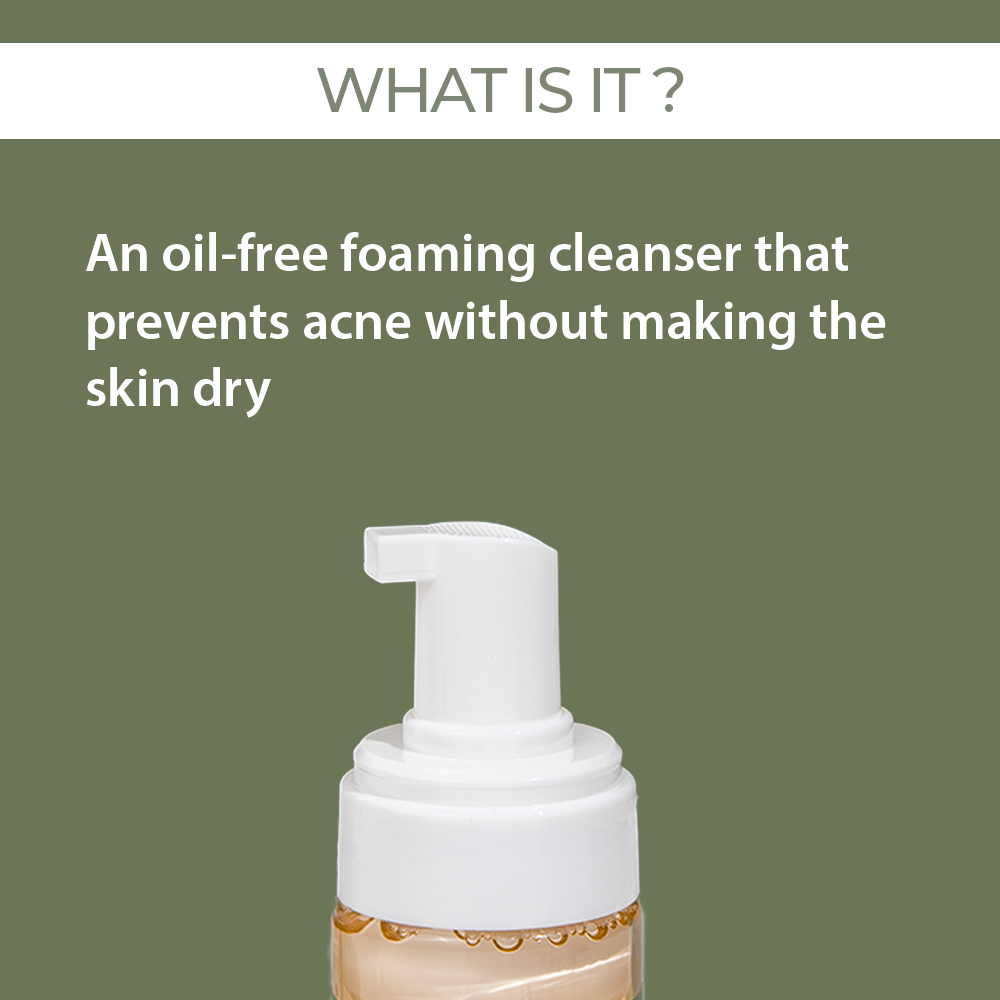 WHAT IS IT ?
An oil-free foaming cleanser that
prevents acne without making the
skin dry